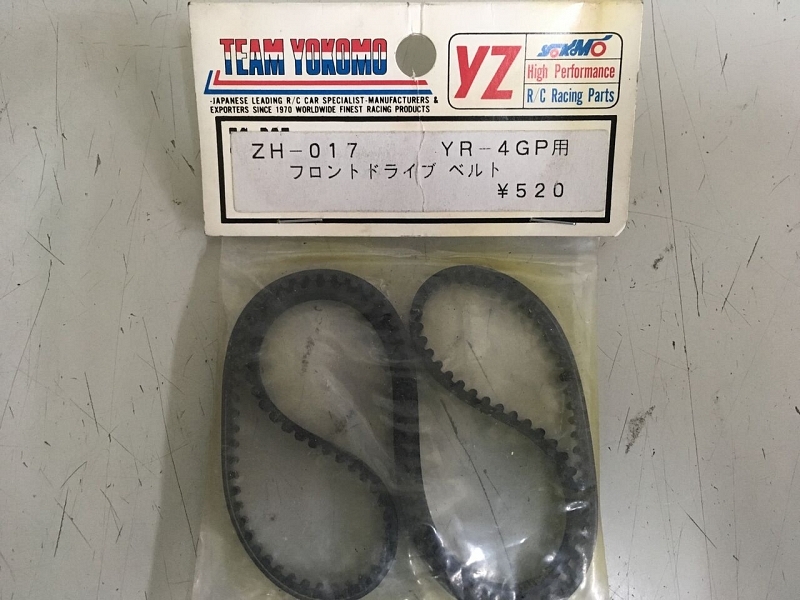 TEAM YOKOMO
-JAPANESE LEADING R/C CAR SPECIALIST-MANUFACTURERS &
EXPORTERS SINCE 1970 WORLDWIDE FINEST RACING PRODUCTS
YZ
YOKOMO
High Performance
R/C Racing Parts
ZH-017 YR-4GP用
フロントドライブ ベルト
¥520